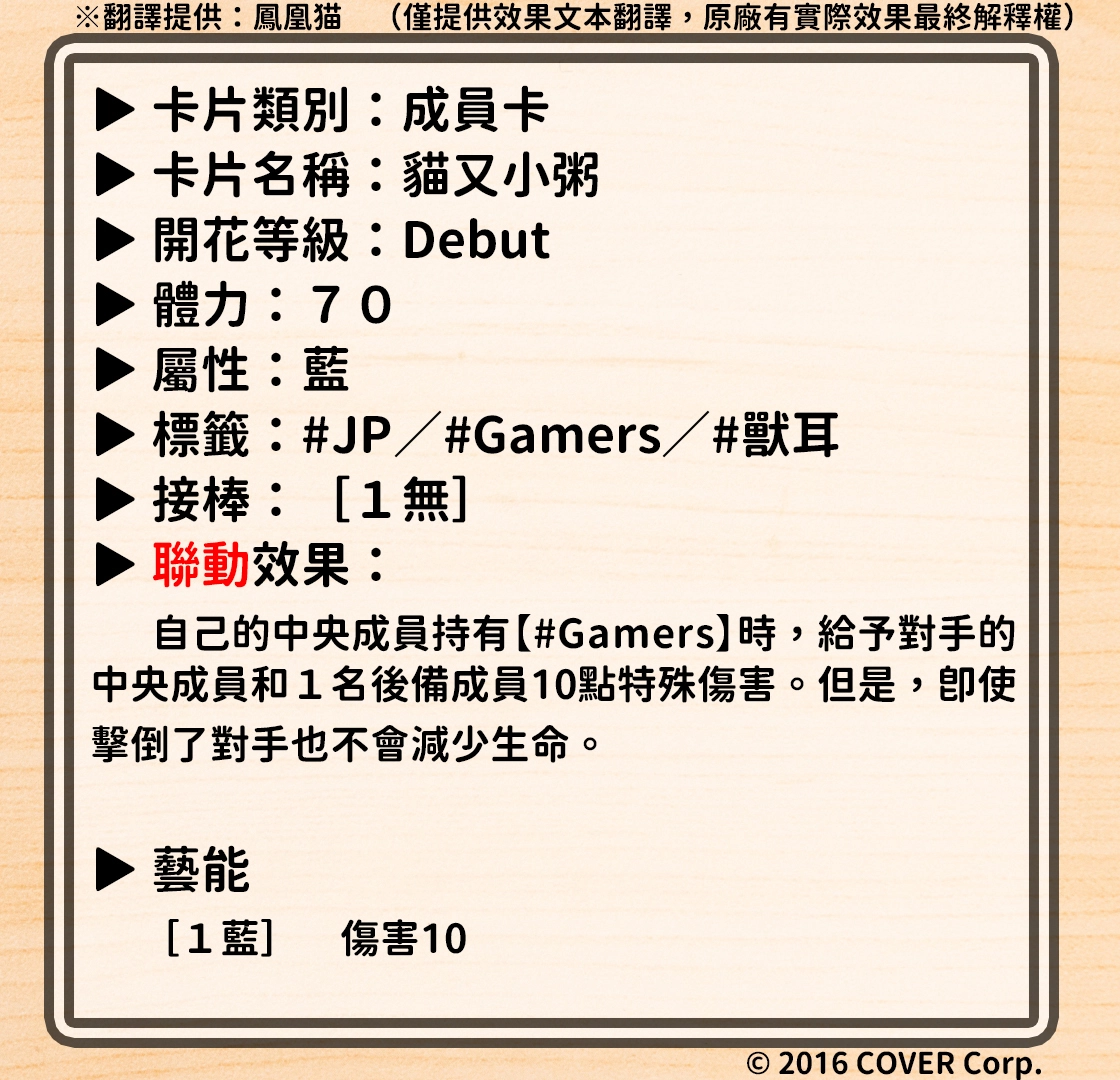 ※翻譯提供：鳳凰猫　（僅提供效果文本翻譯，原廠有實際效果最終解釋權）
▶ 卡片類別：成員卡
▶ 卡片名稱：貓又小粥
▶ 開花等級：Debut
▶ 體力：７０
▶ 屬性：藍
▶ 標籤：#JP／#Gamers／#獸耳
▶ 接棒：［１無］
▶ 聯動效果：
自己的中央成員持有【#Gamers】時，給予對手的
中央成員和１名後備成員10點特殊傷害。但是，即使
擊倒了對手也不會減少生命。
▶ 藝能
［１藍］　傷害10
© 2016 COVER Corp.